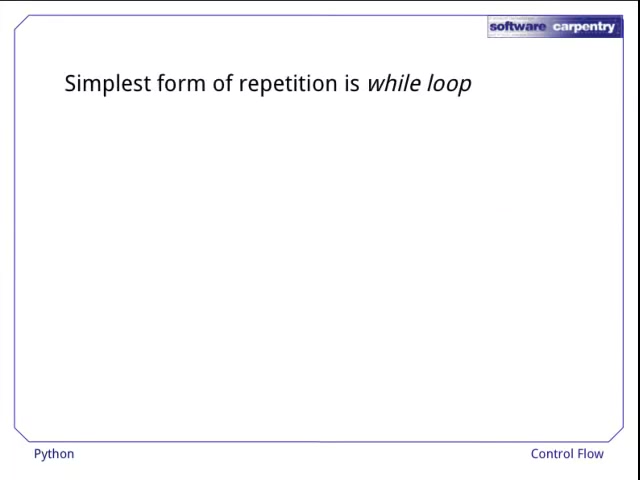 software carpentry
Simplest form of repetition is while loop
Python
Control Flow